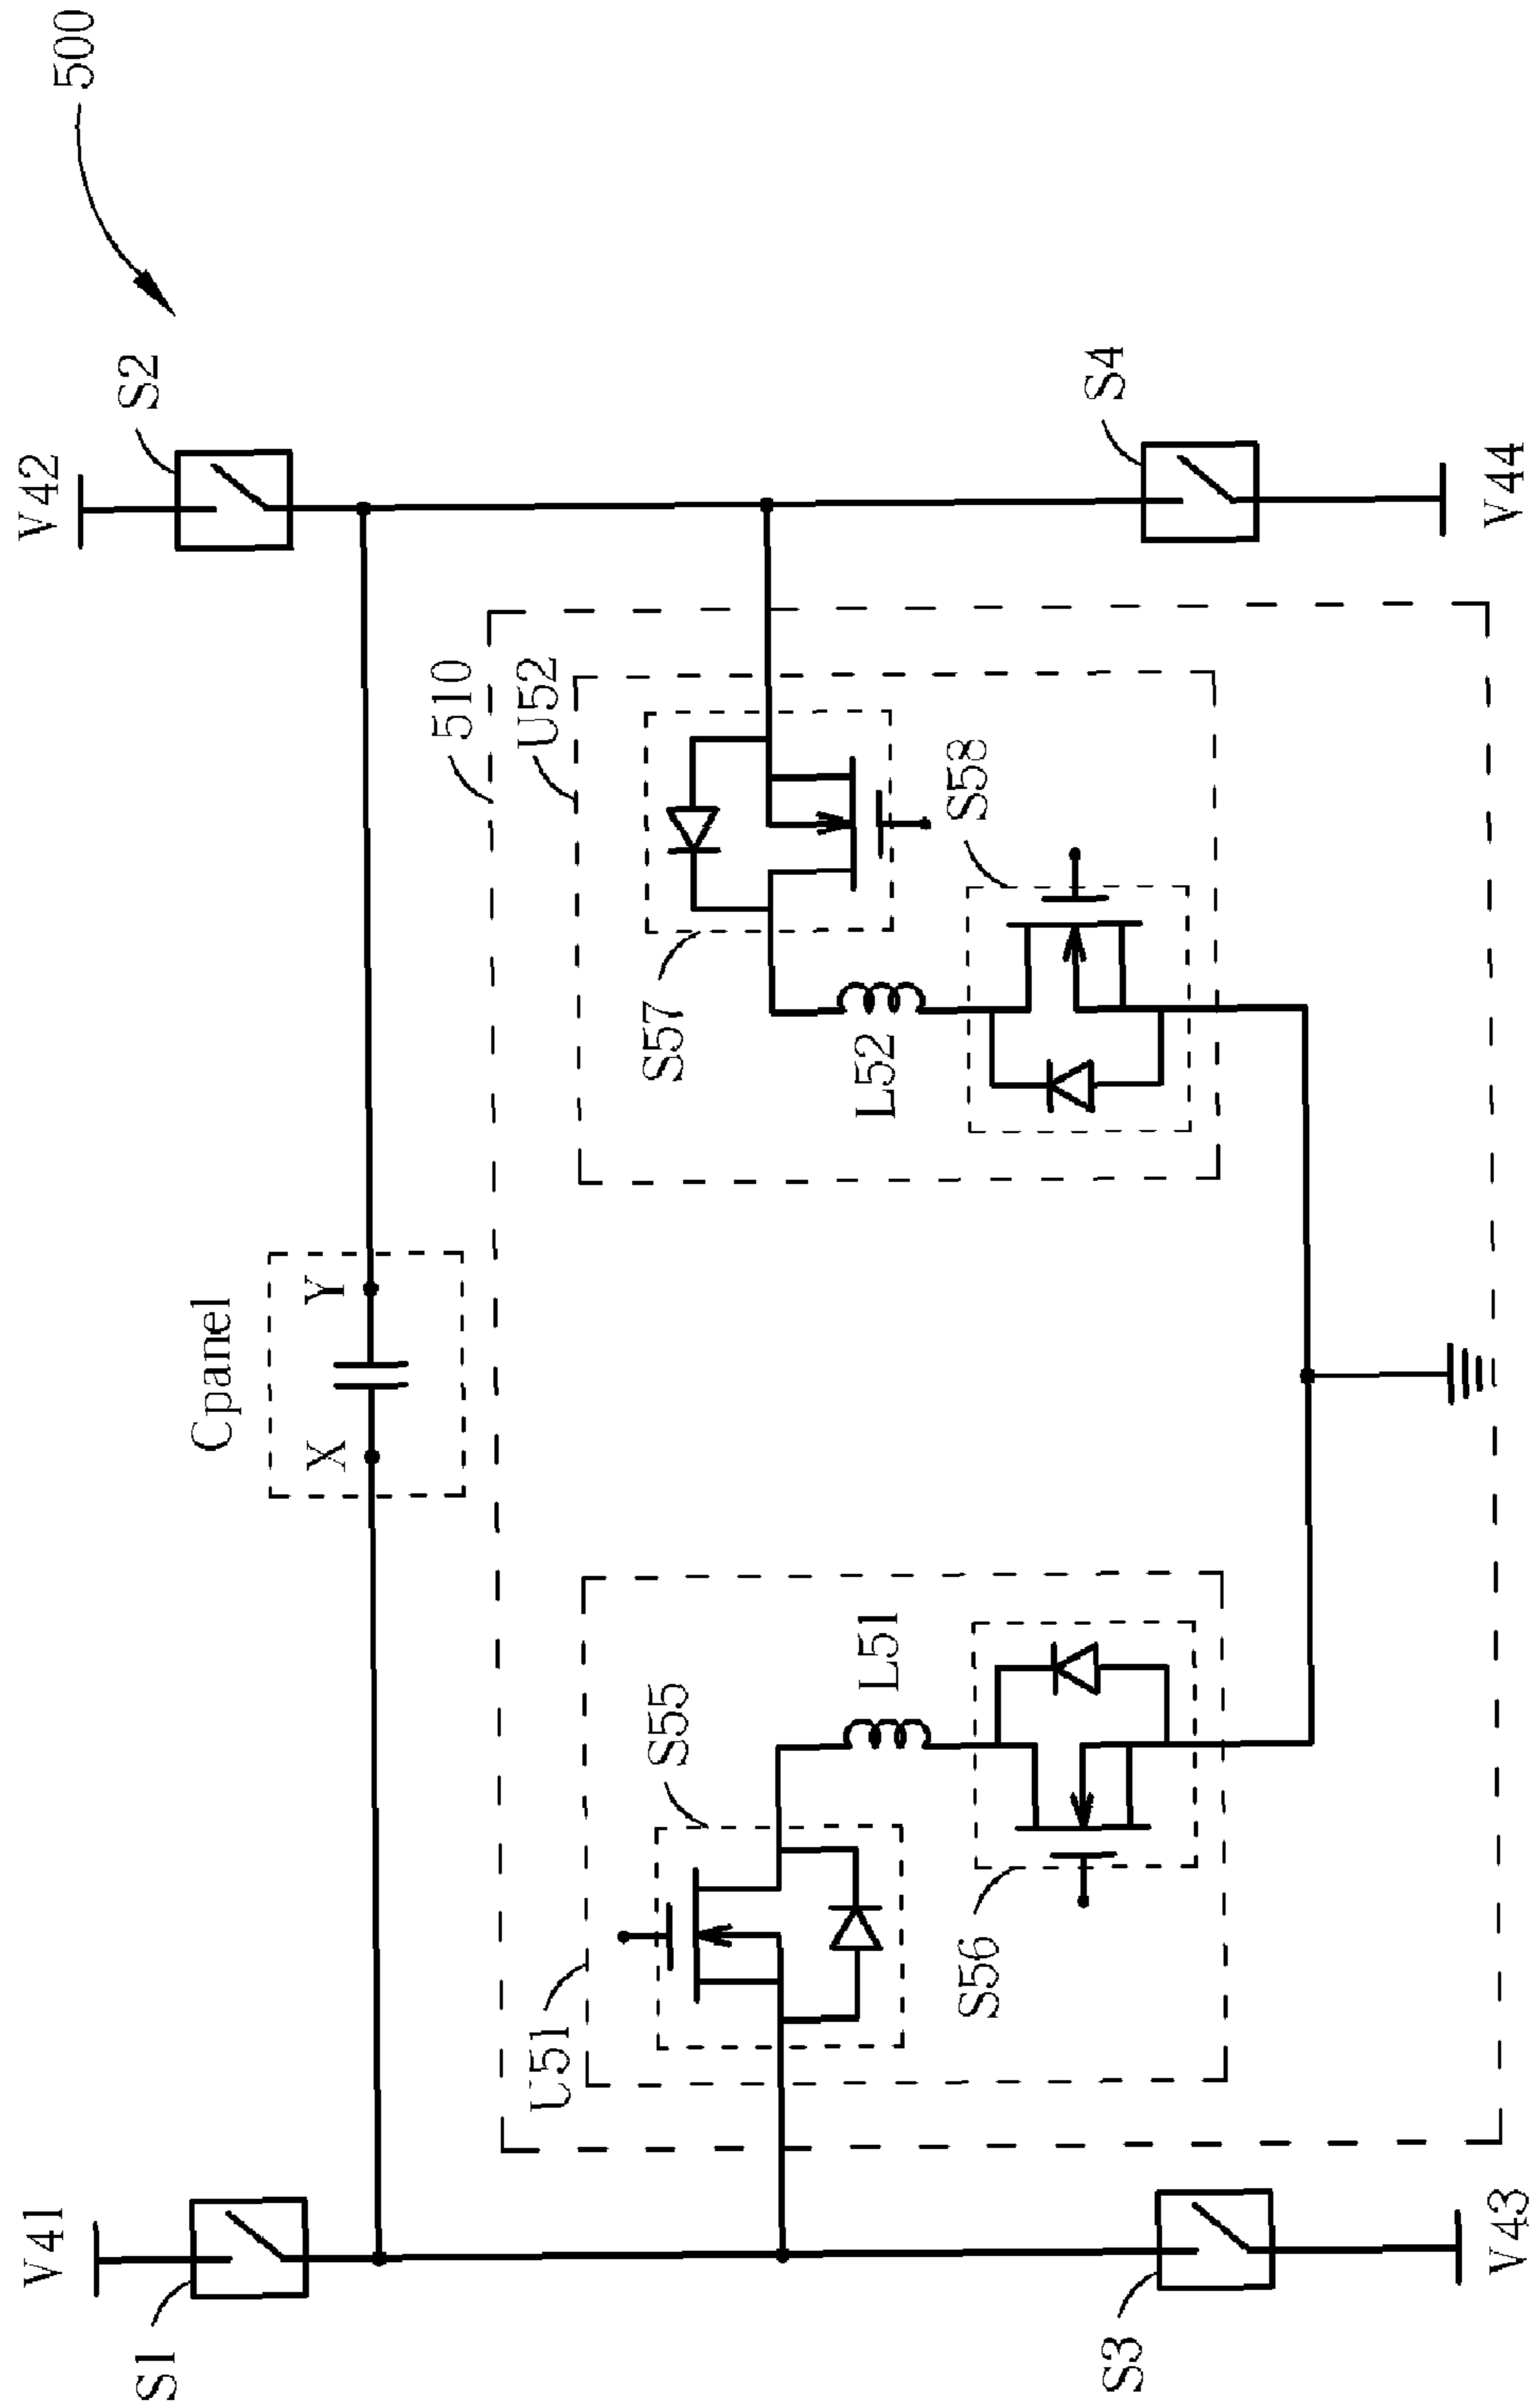 500
V41
V42
S1
S2
Cpanel
X
Y
510
U51
U52
S55
S57
L51
L52
S56
S58
S3
S4
V43
V44